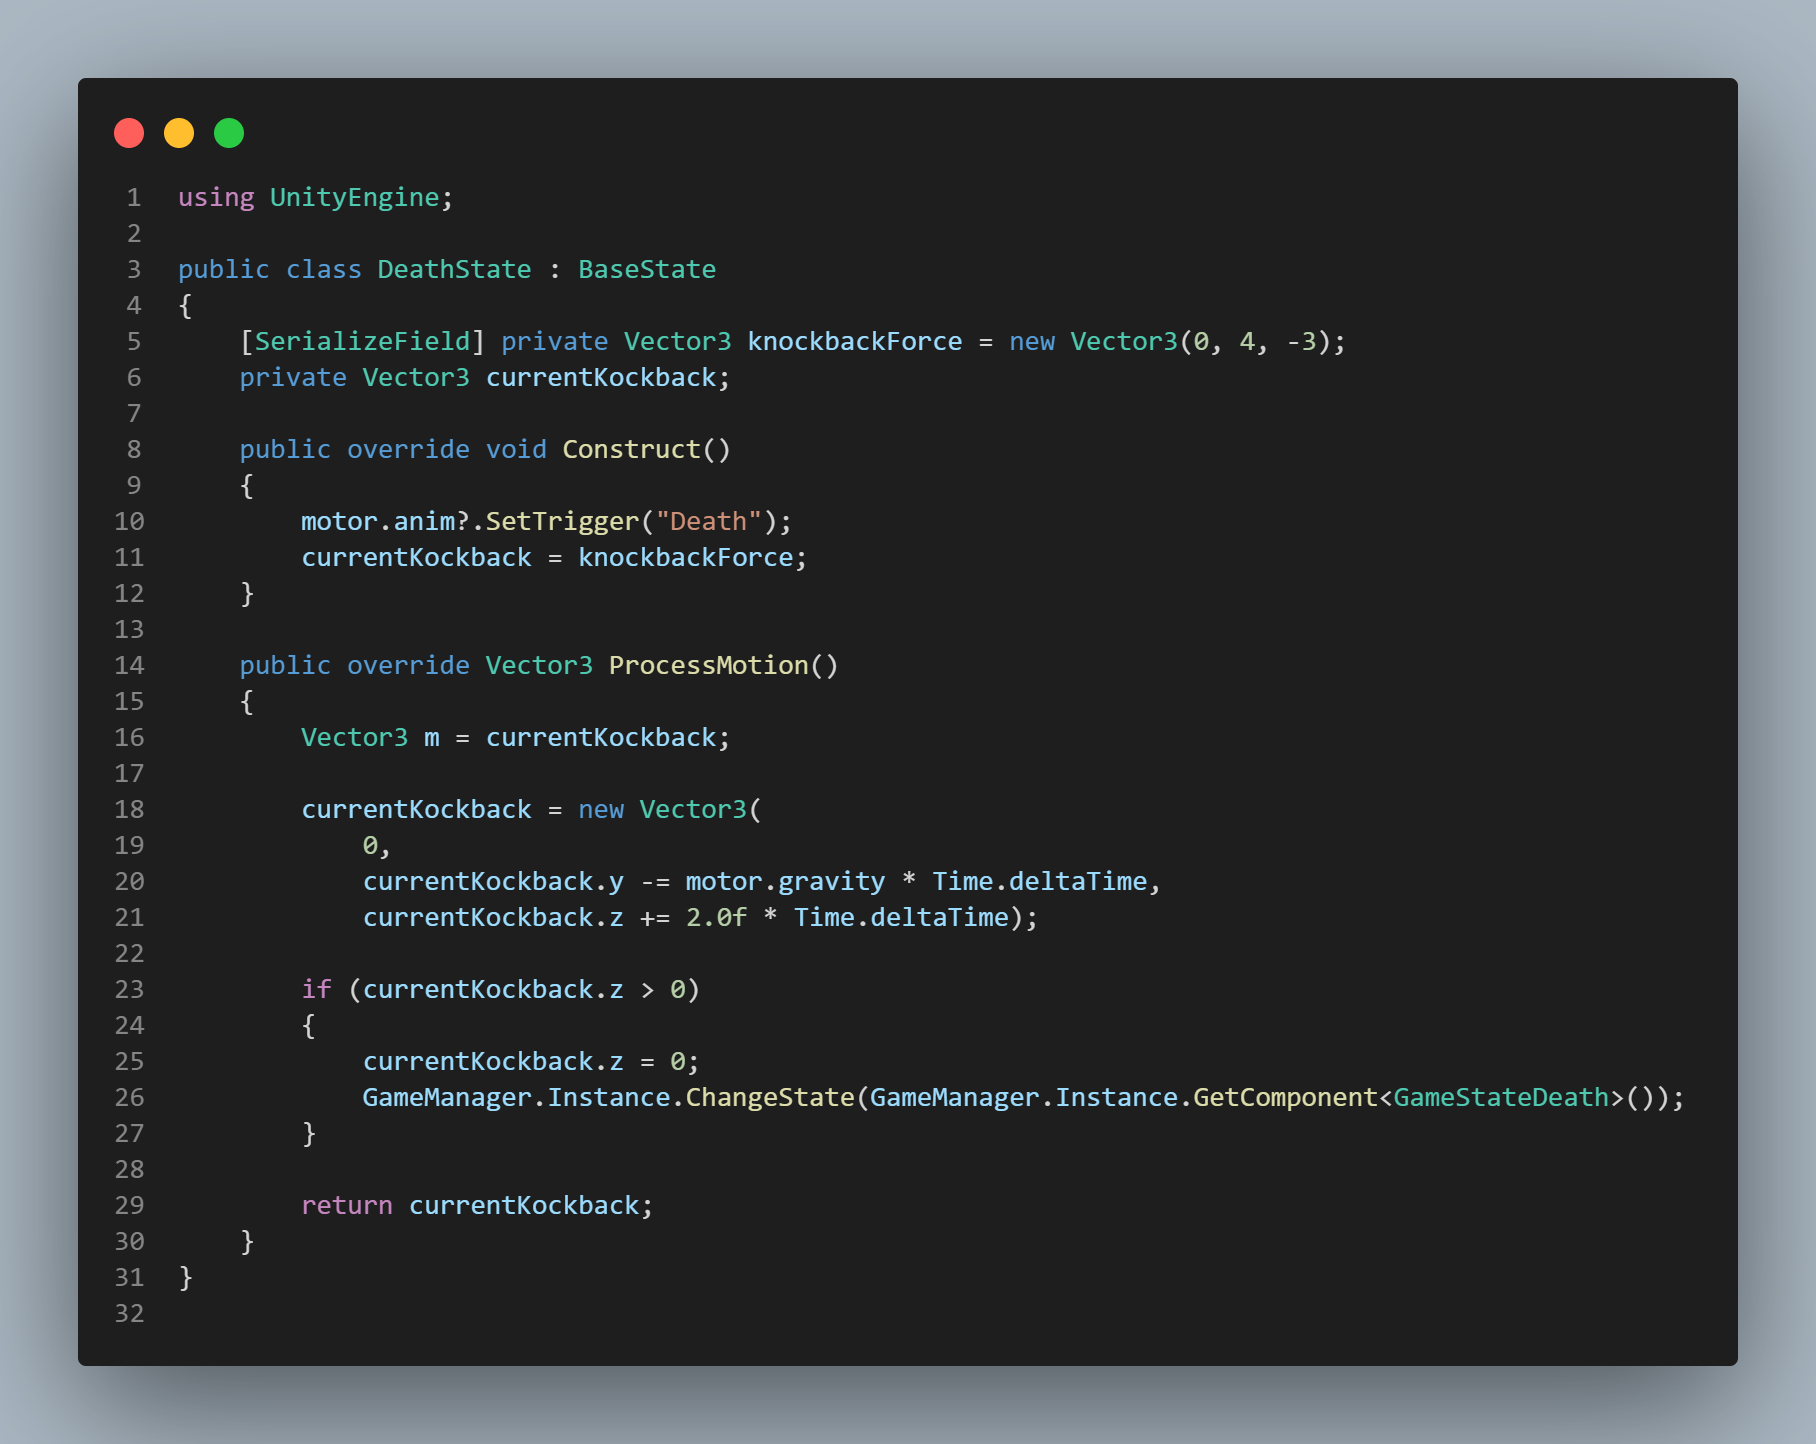 1 using UnityEngine;
2
3 public class DeathState : BaseState
4 {
5     [SerializeField] private Vector3 knockbackForce = new Vector3(0, 4, -3);
6     private Vector3 currentKockback;
7
8     public override void Construct()
9     {
10         motor.anim?.SetTrigger("Death");
11         currentKockback = knockbackForce;
12     }
13
14     public override Vector3 ProcessMotion()
15     {
16         Vector3 m = currentKockback;
17
18         currentKockback = new Vector3(
19             0,
20             currentKockback.y -= motor.gravity * Time.deltaTime,
21             currentKockback.z += 2.0f * Time.deltaTime);
22
23         if (currentKockback.z > 0)
24         {
25             currentKockback.z = 0;
26             GameManager.Instance.ChangeState(GameManager.Instance.GetComponent<GameStateDeath>());
27         }
28
29         return currentKockback;
30     }
31 }
32